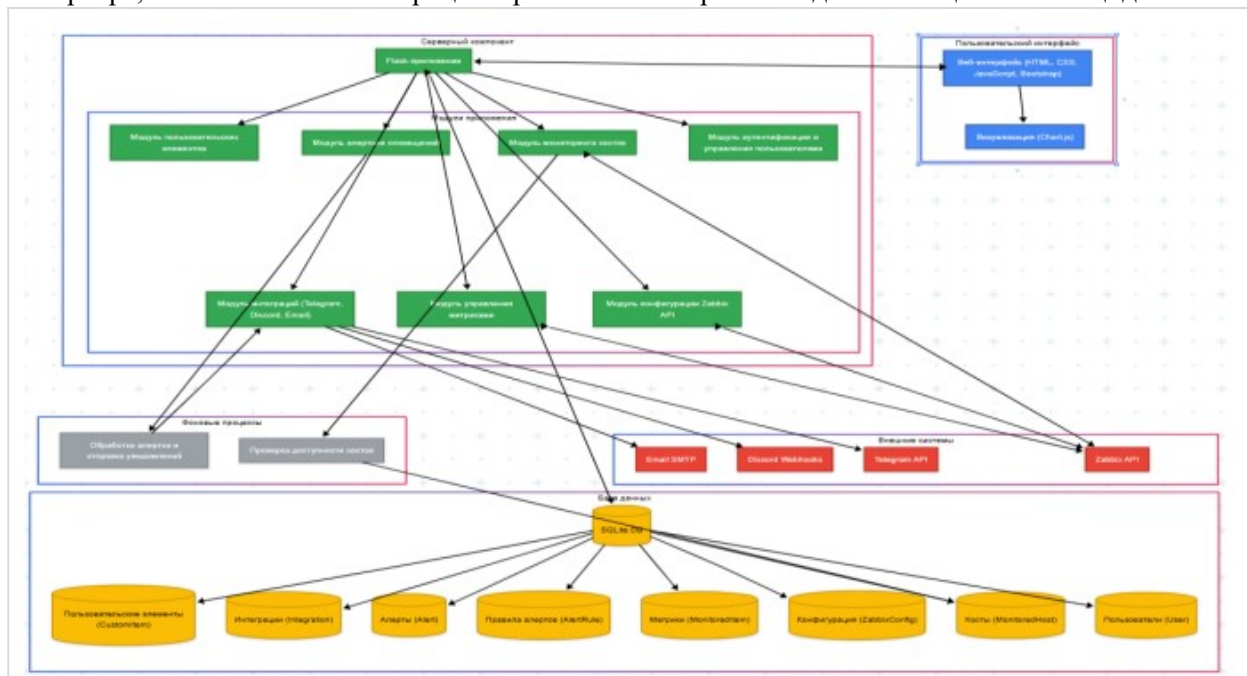 Серверный компонент
Flask-приложение
Пользовательский интерфейс
Веб-интерфейс (HTML, CSS,
JavaScript, Bootstrap)
Визуализация (Chart.js)
Модули приложения
Модуль пользовательских
элементов
Модуль алертов и оповещений
Модуль мониторинга хостов
Модуль аутентификации и
управления пользователями
Модуль интеграций (Telegram,
Discord, Email)
Модуль управления
метриками
Модуль конфигурации Zabbix
API
Фоновые процессы
Обработка алертов и
отправка уведомлений
Проверка доступности хостов
Внешние системы
Email SMTP
Discord Webhooks
Telegram API
Zabbix API
База данных
SQLite DB
Пользовательские элементы
(CustomItem)
Интеграции (Integration)
Алерты (Alert)
Правила алертов (AlertRule)
Метрики (MonitoredItem)
Конфигурация (ZabbixConfig)
Хосты (MonitoredHost)
Пользователи (User)